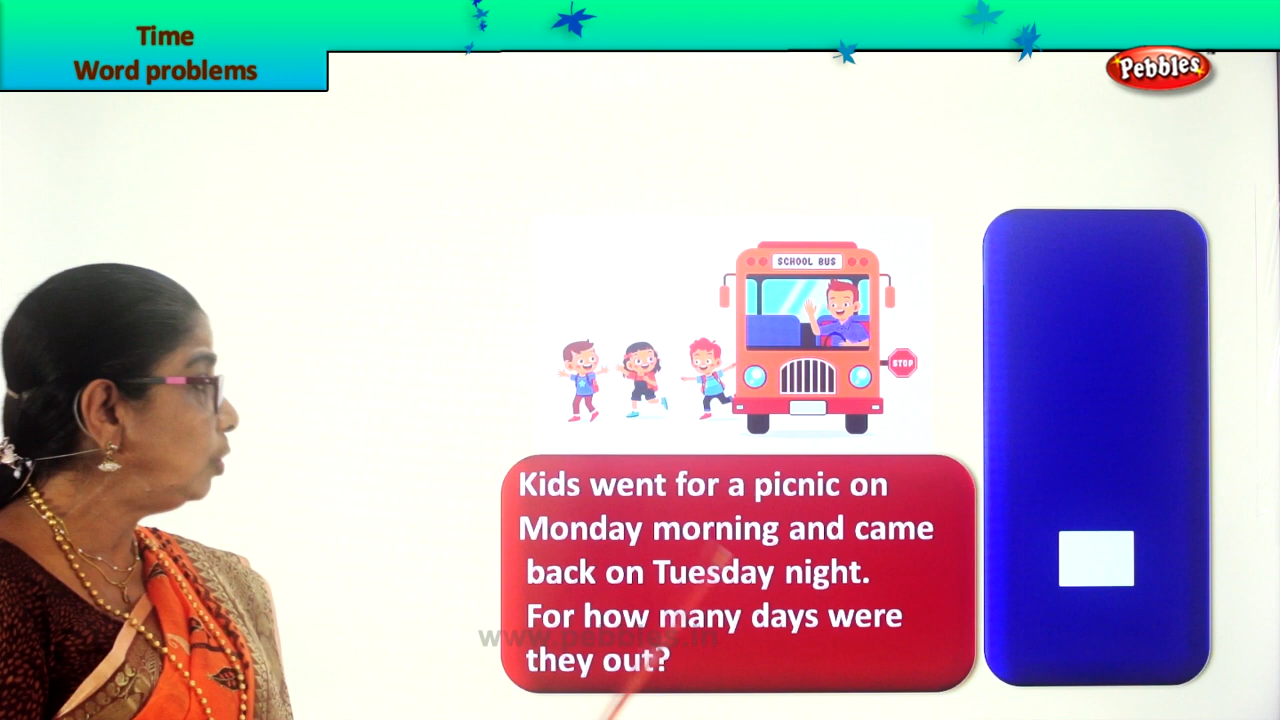 Time
Word problems
Pebbles
SCHOOL BUS
STOP
Kids went for a picnic on
Monday morning and came
back on Tuesday night.
For how many days were
they out?
www.pebbles.in